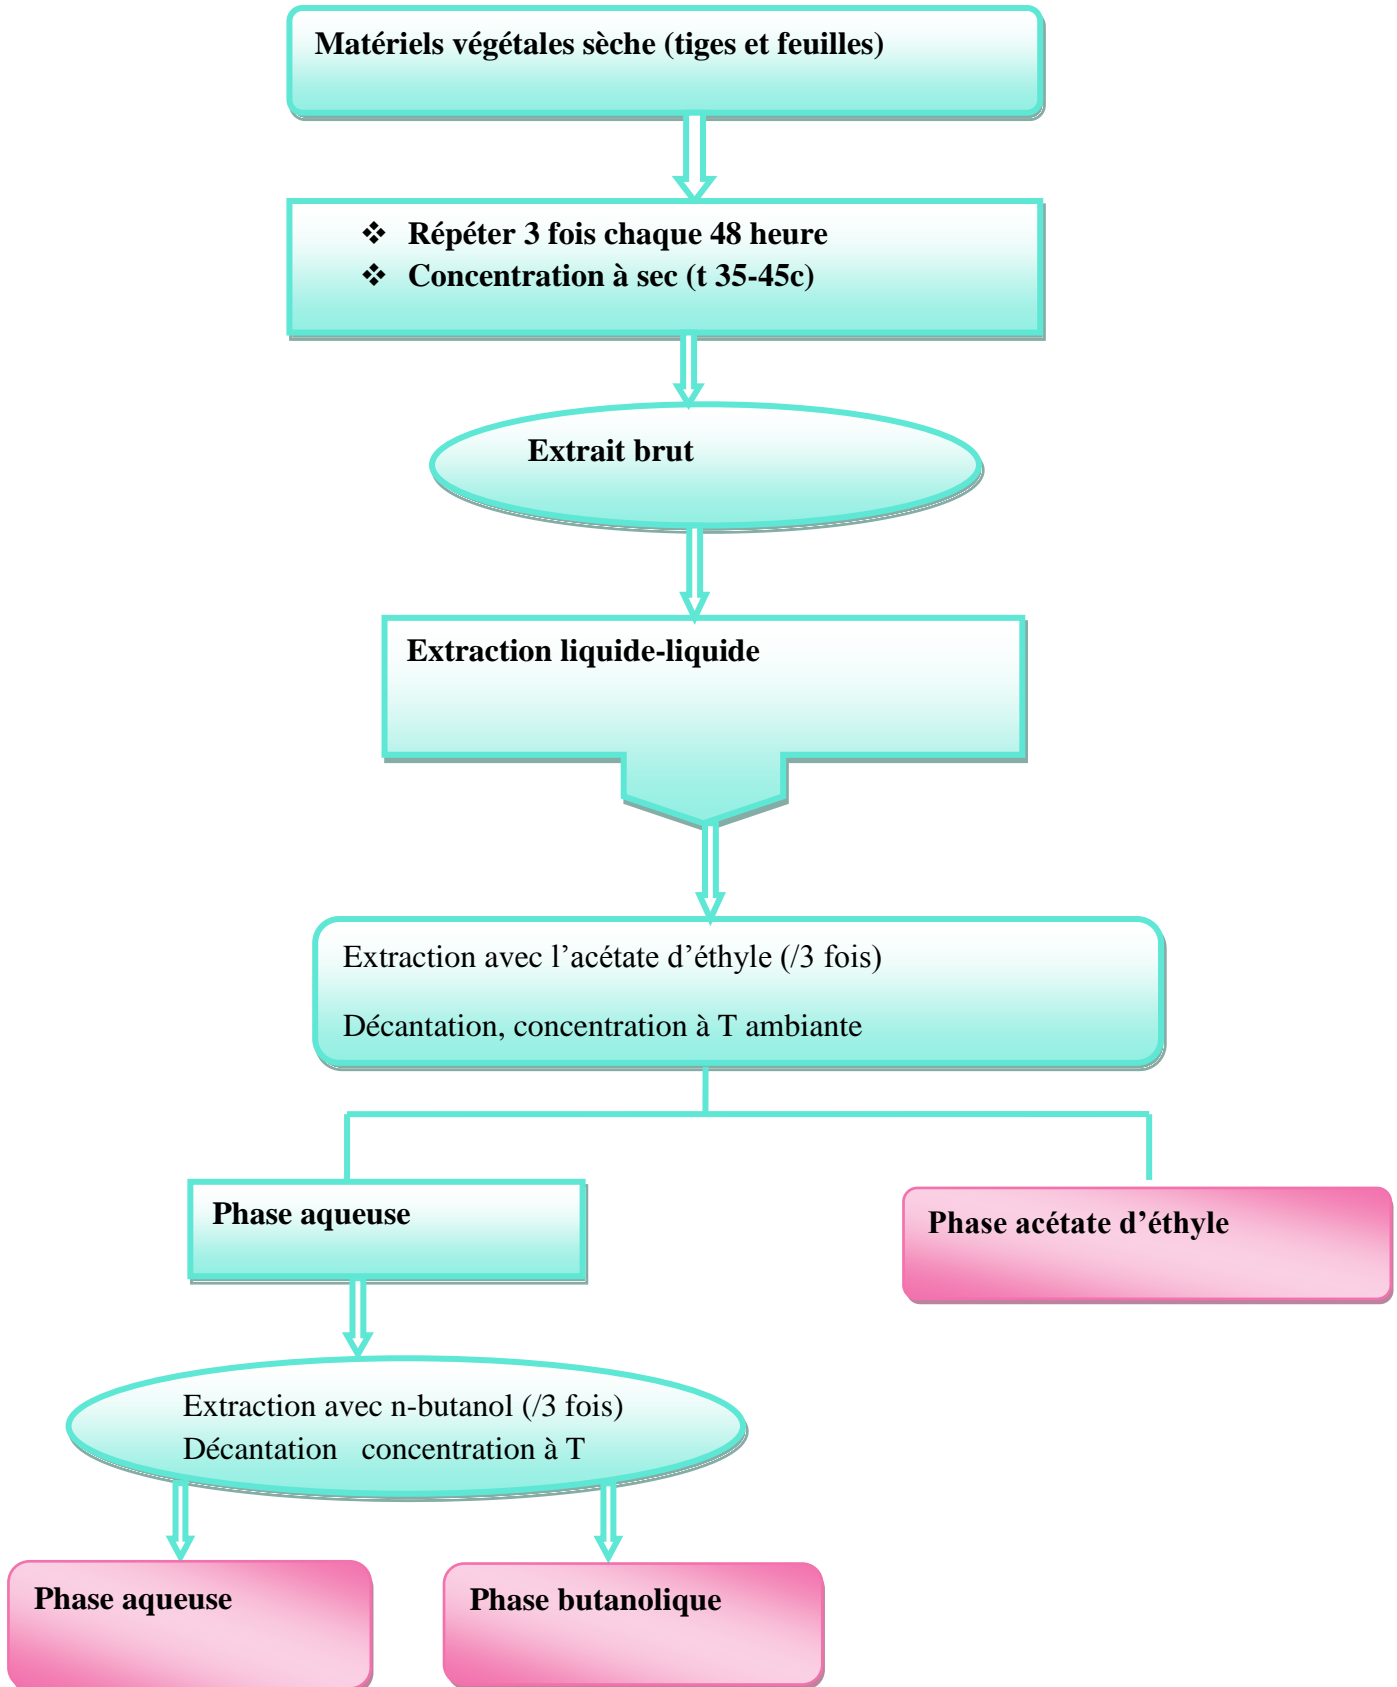 Matériels végétales sèche (tiges et feuilles)
❖ Répéter 3 fois chaque 48 heure
❖ Concentration à sec (t 35-45c)
Extrait brut
Extraction liquide-liquide
Extraction avec l’acétate d’éthyle (/3 fois)
Décantation, concentration à T ambiante
Phase aqueuse
Phase acétate d’éthyle
Extraction avec n-butanol (/3 fois)
Décantation concentration à T
Phase aqueuse
Phase butanolique